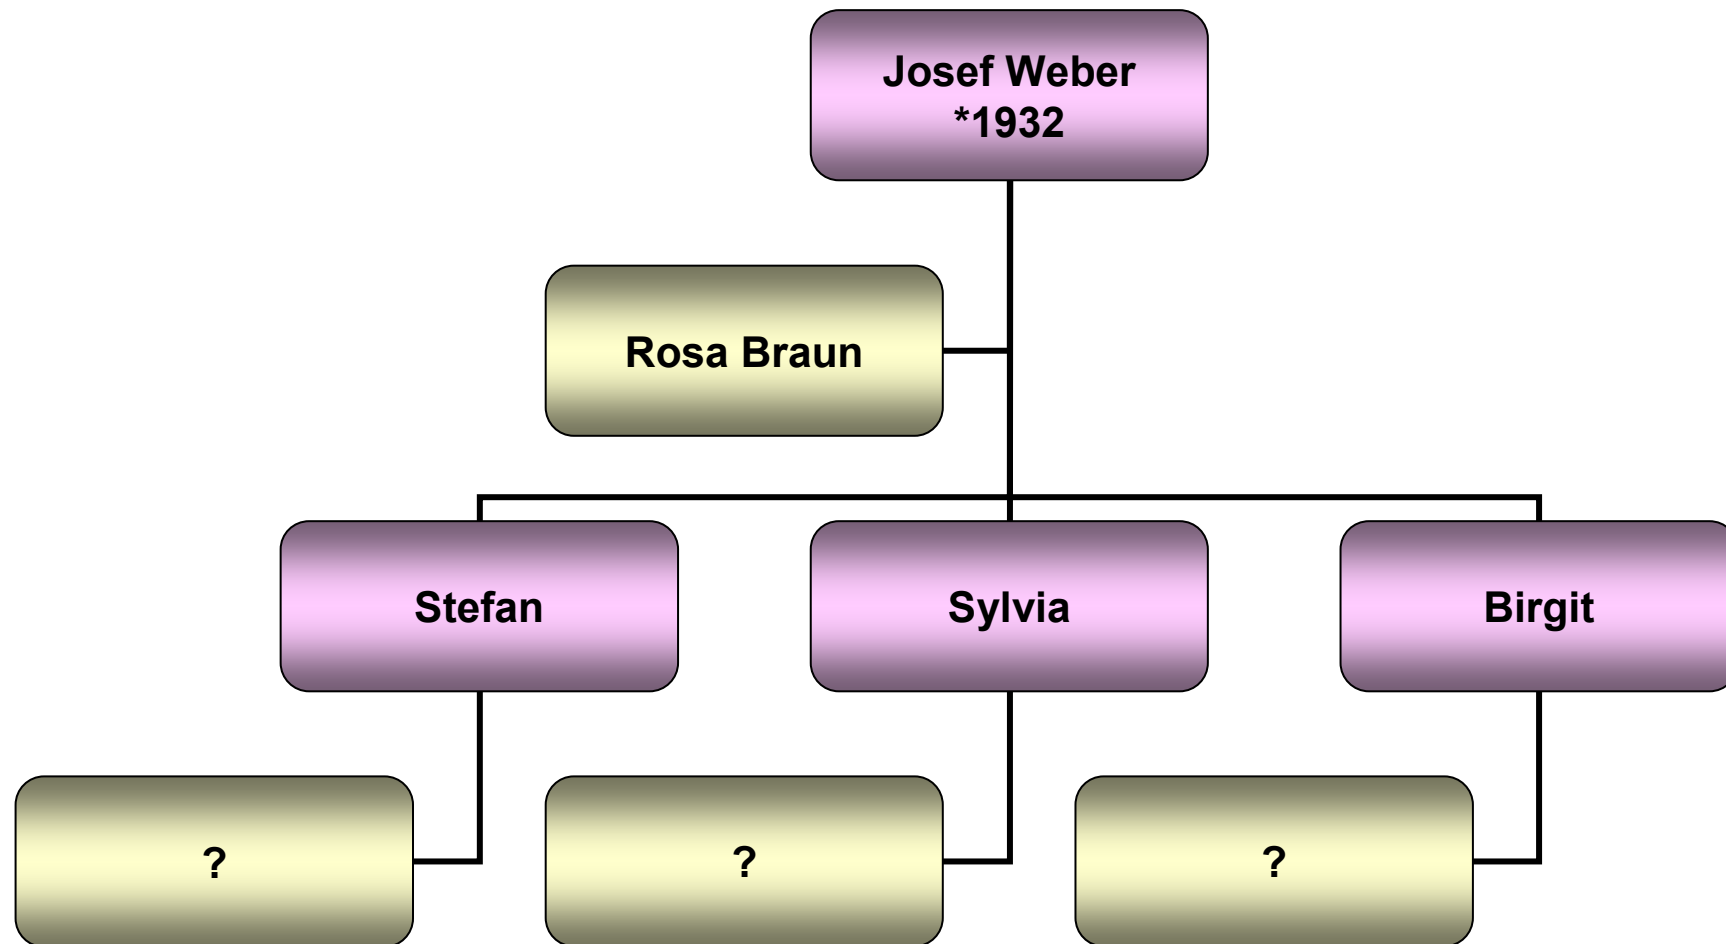 Josef Weber
*1932
Rosa Braun
Stefan
Sylvia
Birgit
?
?
?